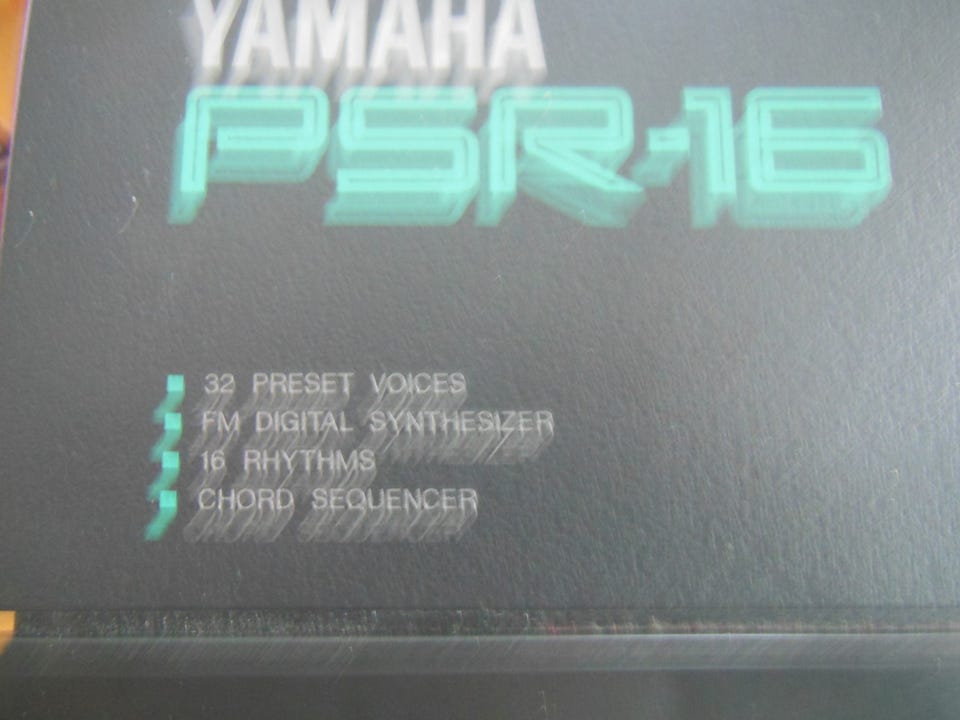 YAMAHA
PSR-16
32 PRESET VOICES
FM DIGITAL SYNTHESIZER
16 RHYTHMS
CHORD SEQUENCER